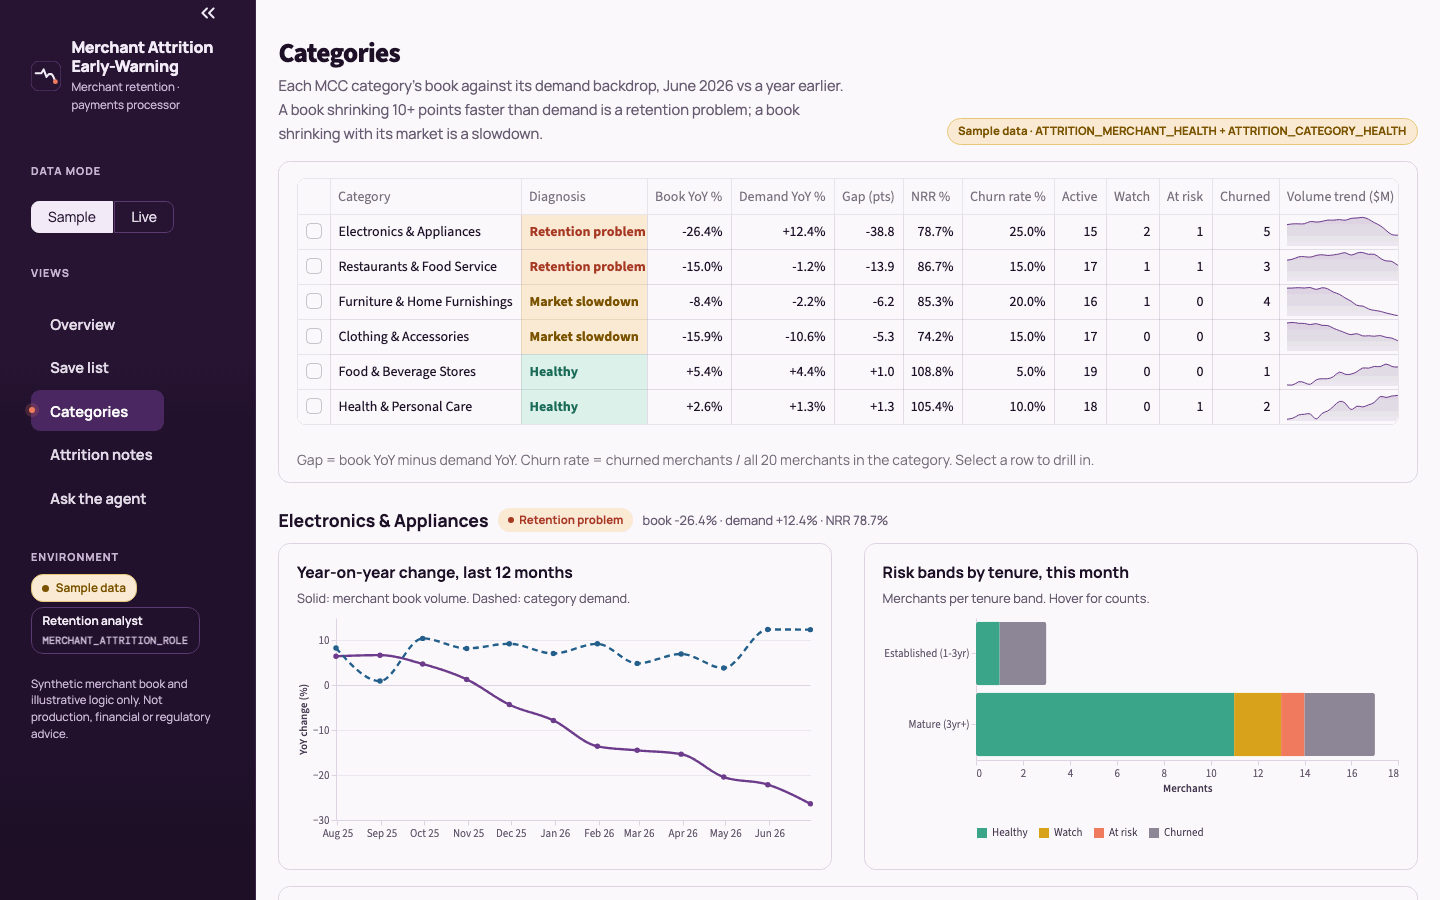 Merchant Attrition
Early-Warning
Merchant retention ·
payments processor
DATA MODE
Sample Live
VIEWS
Overview
Save list
Categories
Attrition notes
Ask the agent
ENVIRONMENT
Sample data
Retention analyst
MERCHANT_ATTRITION_ROLE
Synthetic merchant book and
illustrative logic only. Not
production, financial or regulatory
advice.
Categories
Each MCC category's book against its demand backdrop, June 2026 vs a year earlier.
A book shrinking 10+ points faster than demand is a retention problem; a book
shrinking with its market is a slowdown.
Sample data · ATTRITION_MERCHANT_HEALTH + ATTRITION_CATEGORY_HEALTH
Category Diagnosis Book YoY % Demand YoY % Gap (pts) NRR % Churn rate % Active Watch At risk Churned Volume trend ($M)
Electronics & Appliances Retention problem -26.4% +12.4% -38.8 78.7% 25.0% 15 2 1 5
Restaurants & Food Service Retention problem -15.0% -1.2% -13.9 86.7% 15.0% 17 1 1 3
Furniture & Home Furnishings Market slowdown -8.4% -2.2% -6.2 85.3% 20.0% 16 1 0 4
Clothing & Accessories Market slowdown -15.9% -10.6% -5.3 74.2% 15.0% 17 0 0 3
Food & Beverage Stores Healthy +5.4% +4.4% +1.0 108.8% 5.0% 19 0 0 1
Health & Personal Care Healthy +2.6% +1.3% +1.3 105.4% 10.0% 18 0 1 2
Gap = book YoY minus demand YoY. Churn rate = churned merchants / all 20 merchants in the category. Select a row to drill in.
Electronics & Appliances Retention problem book -26.4% · demand +12.4% · NRR 78.7%
Year-on-year change, last 12 months
Solid: merchant book volume. Dashed: category demand.
YoY change (%)
10
0
−10
−20
−30
Aug 25 Sep 25 Oct 25 Nov 25 Dec 25 Jan 26 Feb 26 Mar 26 Apr 26 May 26 Jun 26
Risk bands by tenure, this month
Merchants per tenure band. Hover for counts.
Established (1-3yr)
Mature (3yr+)
0 2 4 6 8 10 12 14 16 18
Merchants
Healthy Watch At risk Churned